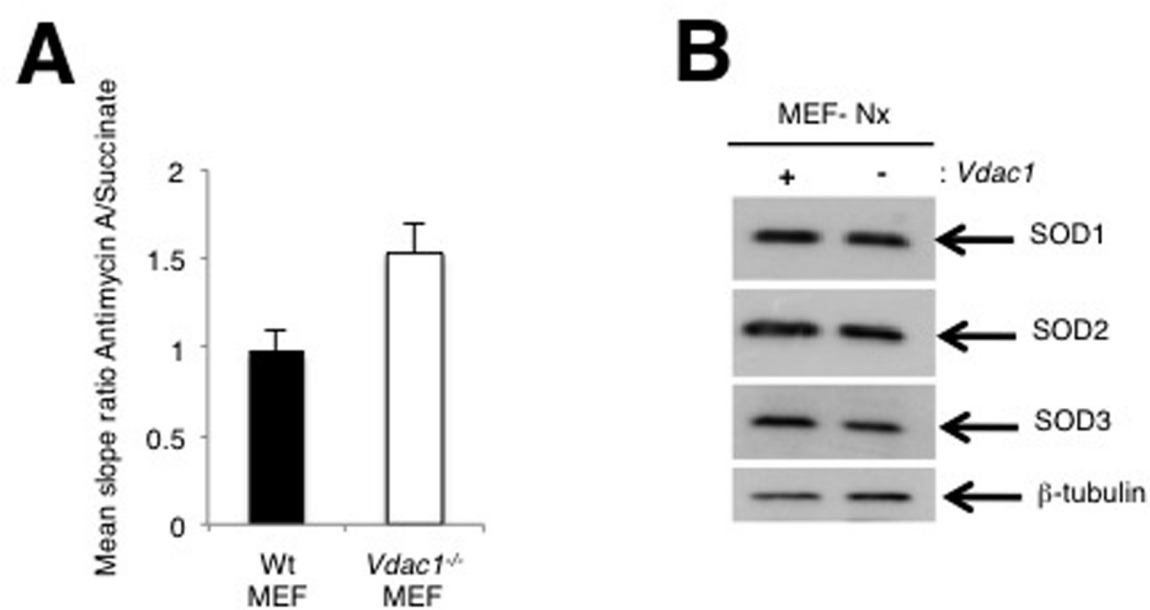 A
Mean slope ratio Antimycin A/Succinate
2
1.5
1
0.5
0
Wt
MEF
Vdac1-/-
MEF
B
MEF- Nx
+ - : Vdac1
SOD1
SOD2
SOD3
β-tubulin